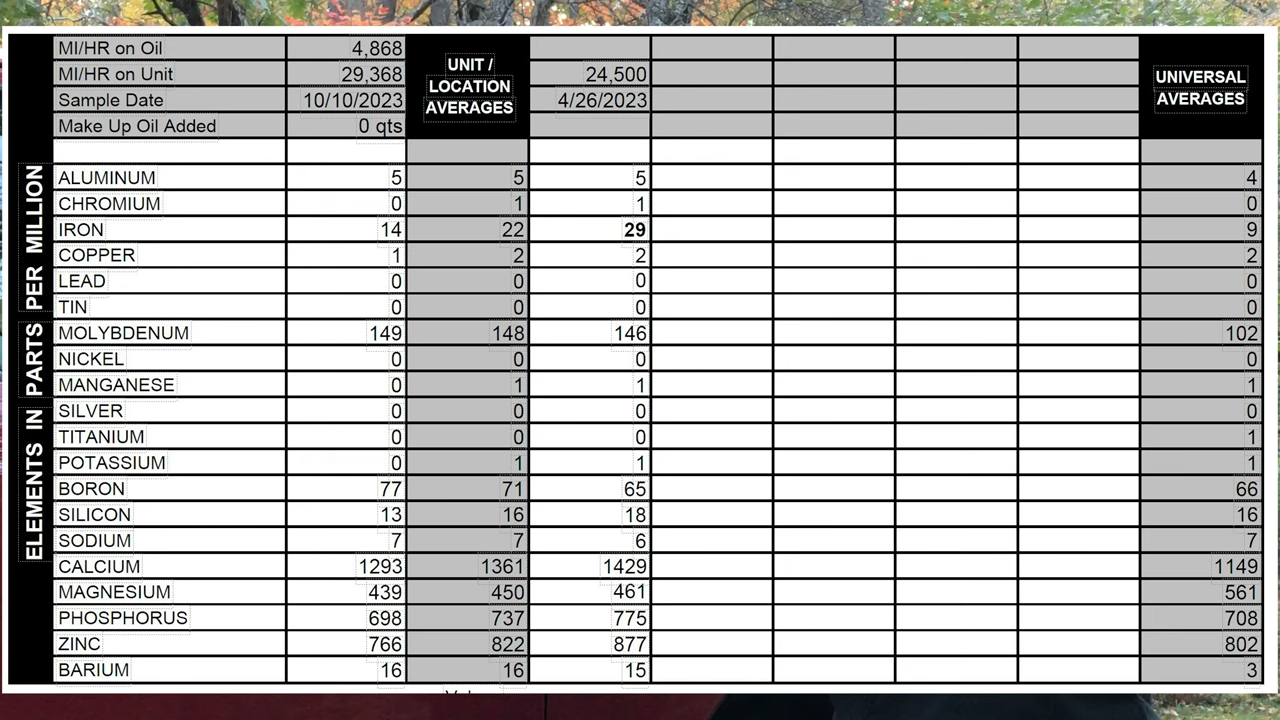 MI/HR on Oil 4,868
MI/HR on Unit 29,368 24,500
Sample Date 10/10/2023 4/26/2023
Make Up Oil Added 0 qts
UNIT /
LOCATION
AVERAGES
UNIVERSAL
AVERAGES
ELEMENTS IN PARTS PER MILLION
ALUMINUM 5 5 5 4
CHROMIUM 0 1 1 0
IRON 14 22 29 9
COPPER 1 2 2 2
LEAD 0 0 0 0
TIN 0 0 0 0
MOLYBDENUM 149 148 146 102
NICKEL 0 0 0 0
MANGANESE 0 1 1 1
SILVER 0 0 0 0
TITANIUM 0 0 0 1
POTASSIUM 0 1 1 1
BORON 77 71 65 66
SILICON 13 16 18 16
SODIUM 7 7 6 7
CALCIUM 1293 1361 1429 1149
MAGNESIUM 439 450 461 561
PHOSPHORUS 698 737 775 708
ZINC 766 822 877 802
BARIUM 16 16 15 3